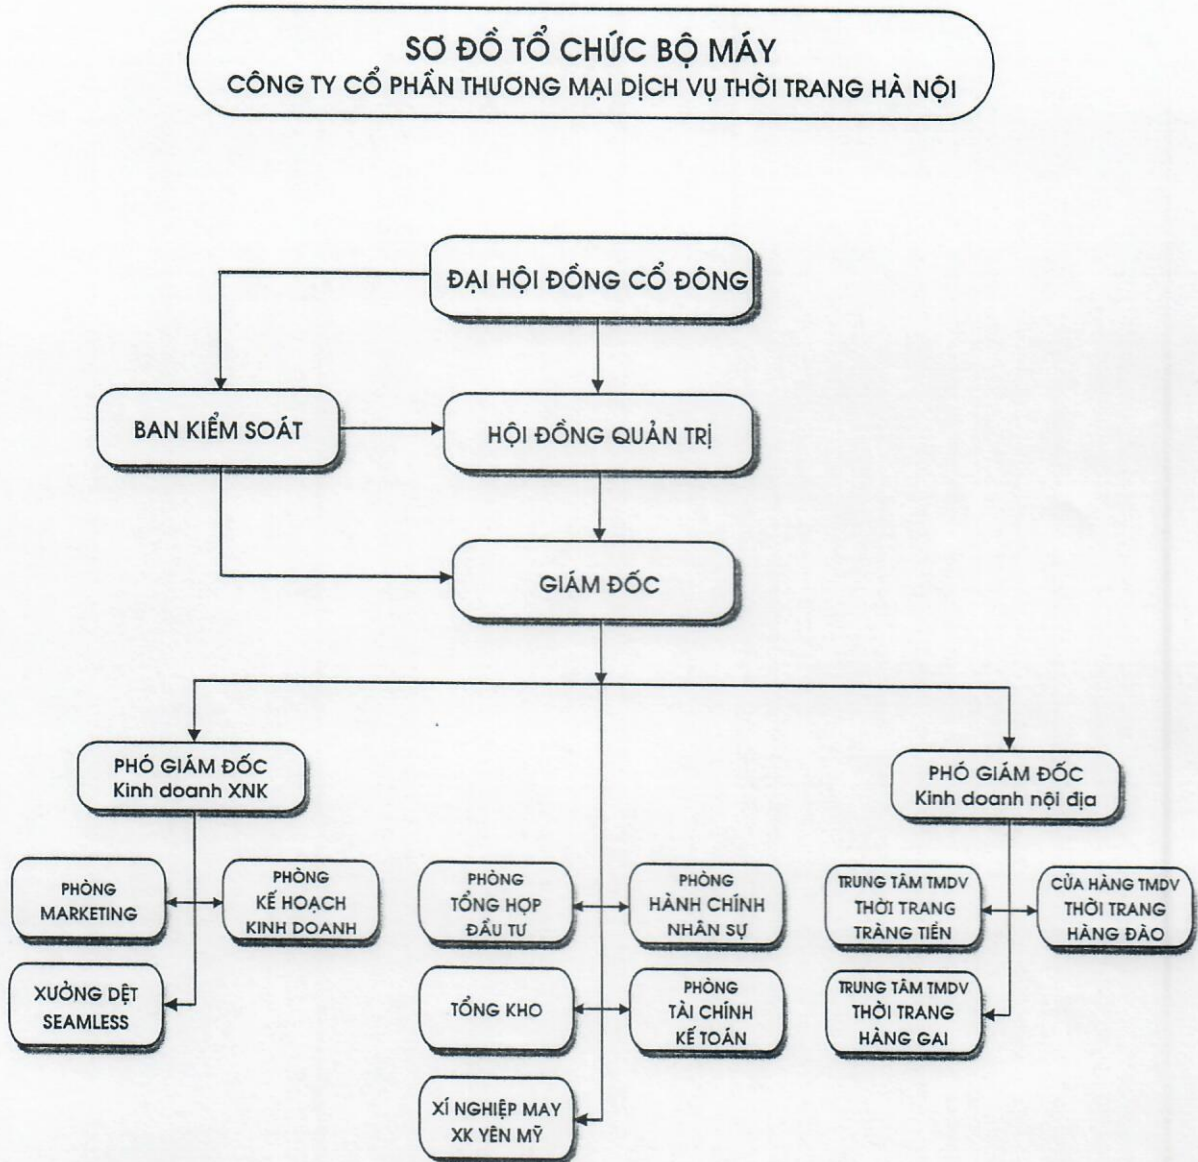 SƠ ĐỒ TỔ CHỨC BỘ MÁY
CÔNG TY CỔ PHẦN THƯƠNG MẠI DỊCH VỤ THỜI TRANG HÀ NỘI
ĐẠI HỘI ĐỒNG CỔ ĐÔNG
BAN KIỂM SOÁT
HỘI ĐỒNG QUẢN TRỊ
GIÁM ĐỐC
PHÓ GIÁM ĐỐC
Kinh doanh XNK
PHÓ GIÁM ĐỐC
Kinh doanh nội địa
PHÒNG
MARKETING
PHÒNG
KẾ HOẠCH
KINH DOANH
PHÒNG
TỔNG HỢP
ĐẦU TƯ
PHÒNG
HÀNH CHÍNH
NHÂN SỰ
TRUNG TÂM TMDV
THỜI TRANG
TRÀNG TIỀN
CỬA HÀNG TMDV
THỜI TRANG
HÀNG ĐÀO
XƯỞNG DỆT
SEAMLESS
TỔNG KHO
PHÒNG
TÀI CHÍNH
KẾ TOÁN
TRUNG TÂM TMDV
THỜI TRANG
HÀNG GAI
XÍ NGHIỆP MAY
XK YÊN MỸ